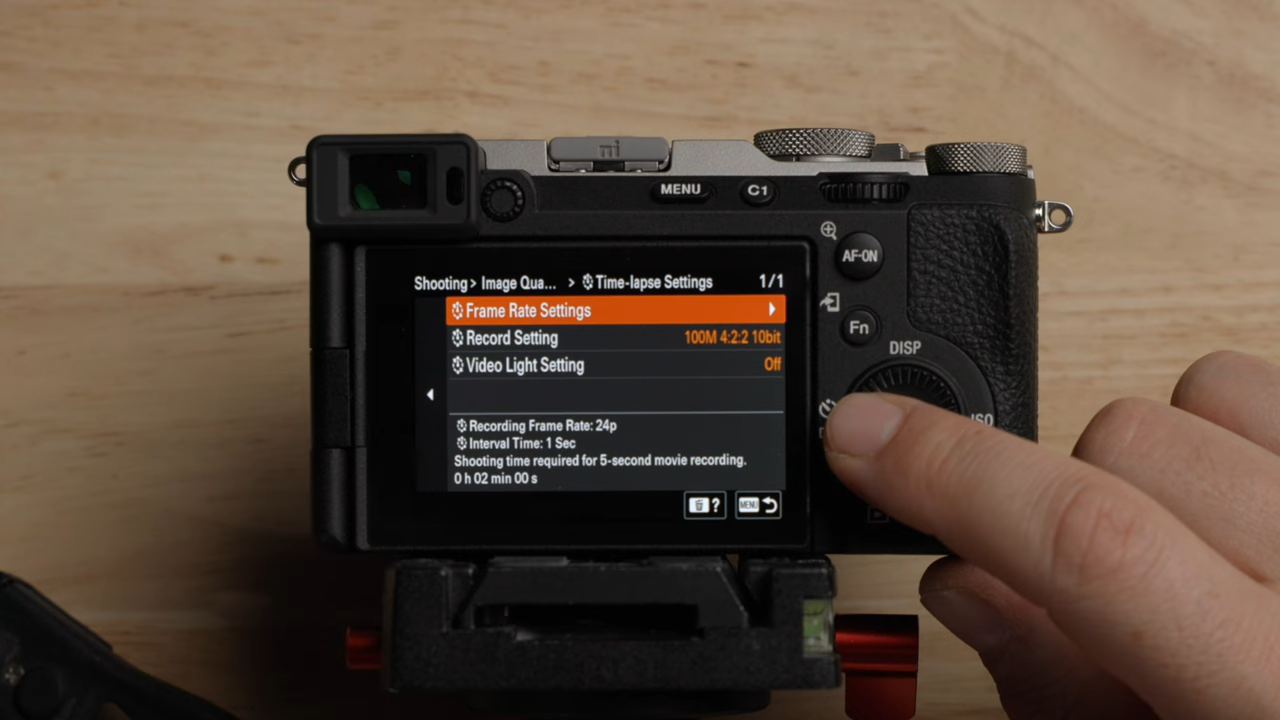 MENU
C1
AF-ON
Fn
DISP
ISO
Shooting> Image Qua... > Time-lapse Settings 1/1
Frame Rate Settings
Record Setting 100M 4:2:2 10bit
Video Light Setting Off
Recording Frame Rate: 24p
Interval Time: 1 Sec
Shooting time required for 5-second movie recording.
0 h 02 min 00 s
? MENU